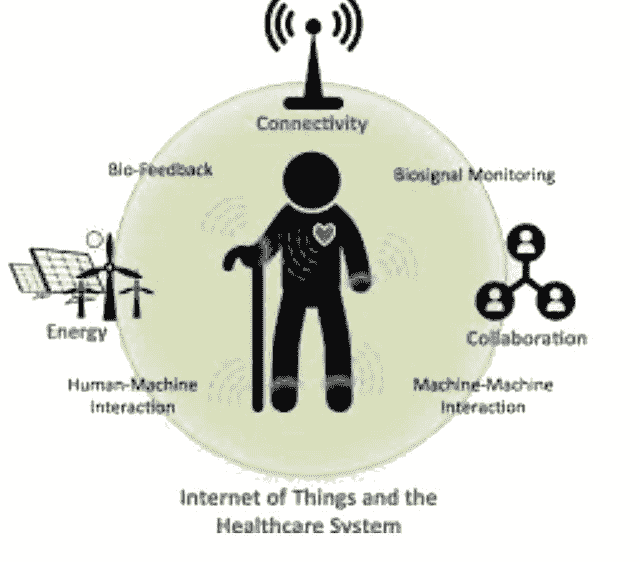 Connectivity
Bio-Feedback
Biosignal Monitoring
Energy
Collaboration
Human-Machine
Interaction
Machine-Machine
Interaction
Internet of Things and the
Healthcare System